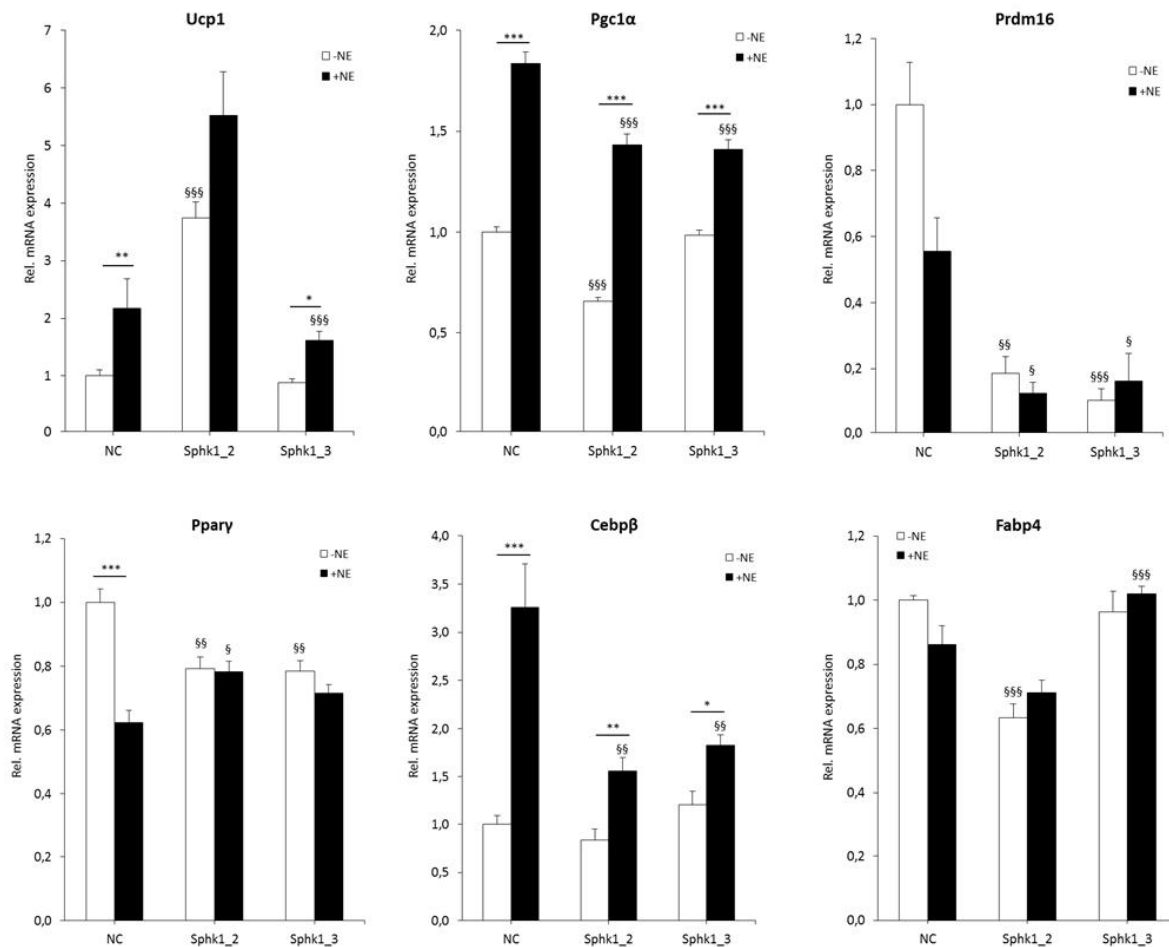 Ucp1
Rel. mRNA expression
7
6
5
4
3
2
1
0
-NE
+NE
**
§§§
*
§§§
NC
Sphk1_2
Sphk1_3
Pgc1α
Rel. mRNA expression
2,0
1,5
1,0
0,5
0,0
-NE
+NE
***
***
§§§
§§§
***
§§§
NC
Sphk1_2
Sphk1_3
Prdm16
Rel. mRNA expression
1,2
1,0
0,8
0,6
0,4
0,2
0,0
-NE
+NE
§§
§
§§§
§
NC
Sphk1_2
Sphk1_3
Pparγ
Rel. mRNA expression
1,2
1,0
0,8
0,6
0,4
0,2
0,0
-NE
+NE
***
§§
§
§§
NC
Sphk1_2
Sphk1_3
Cebpβ
Rel. mRNA expression
4,0
3,5
3,0
2,5
2,0
1,5
1,0
0,5
0,0
-NE
+NE
***
**
§§
*
§§
NC
Sphk1_2
Sphk1_3
Fabp4
Rel. mRNA expression
1,2
1,0
0,8
0,6
0,4
0,2
0,0
-NE
+NE
§§§
§§§
NC
Sphk1_2
Sphk1_3